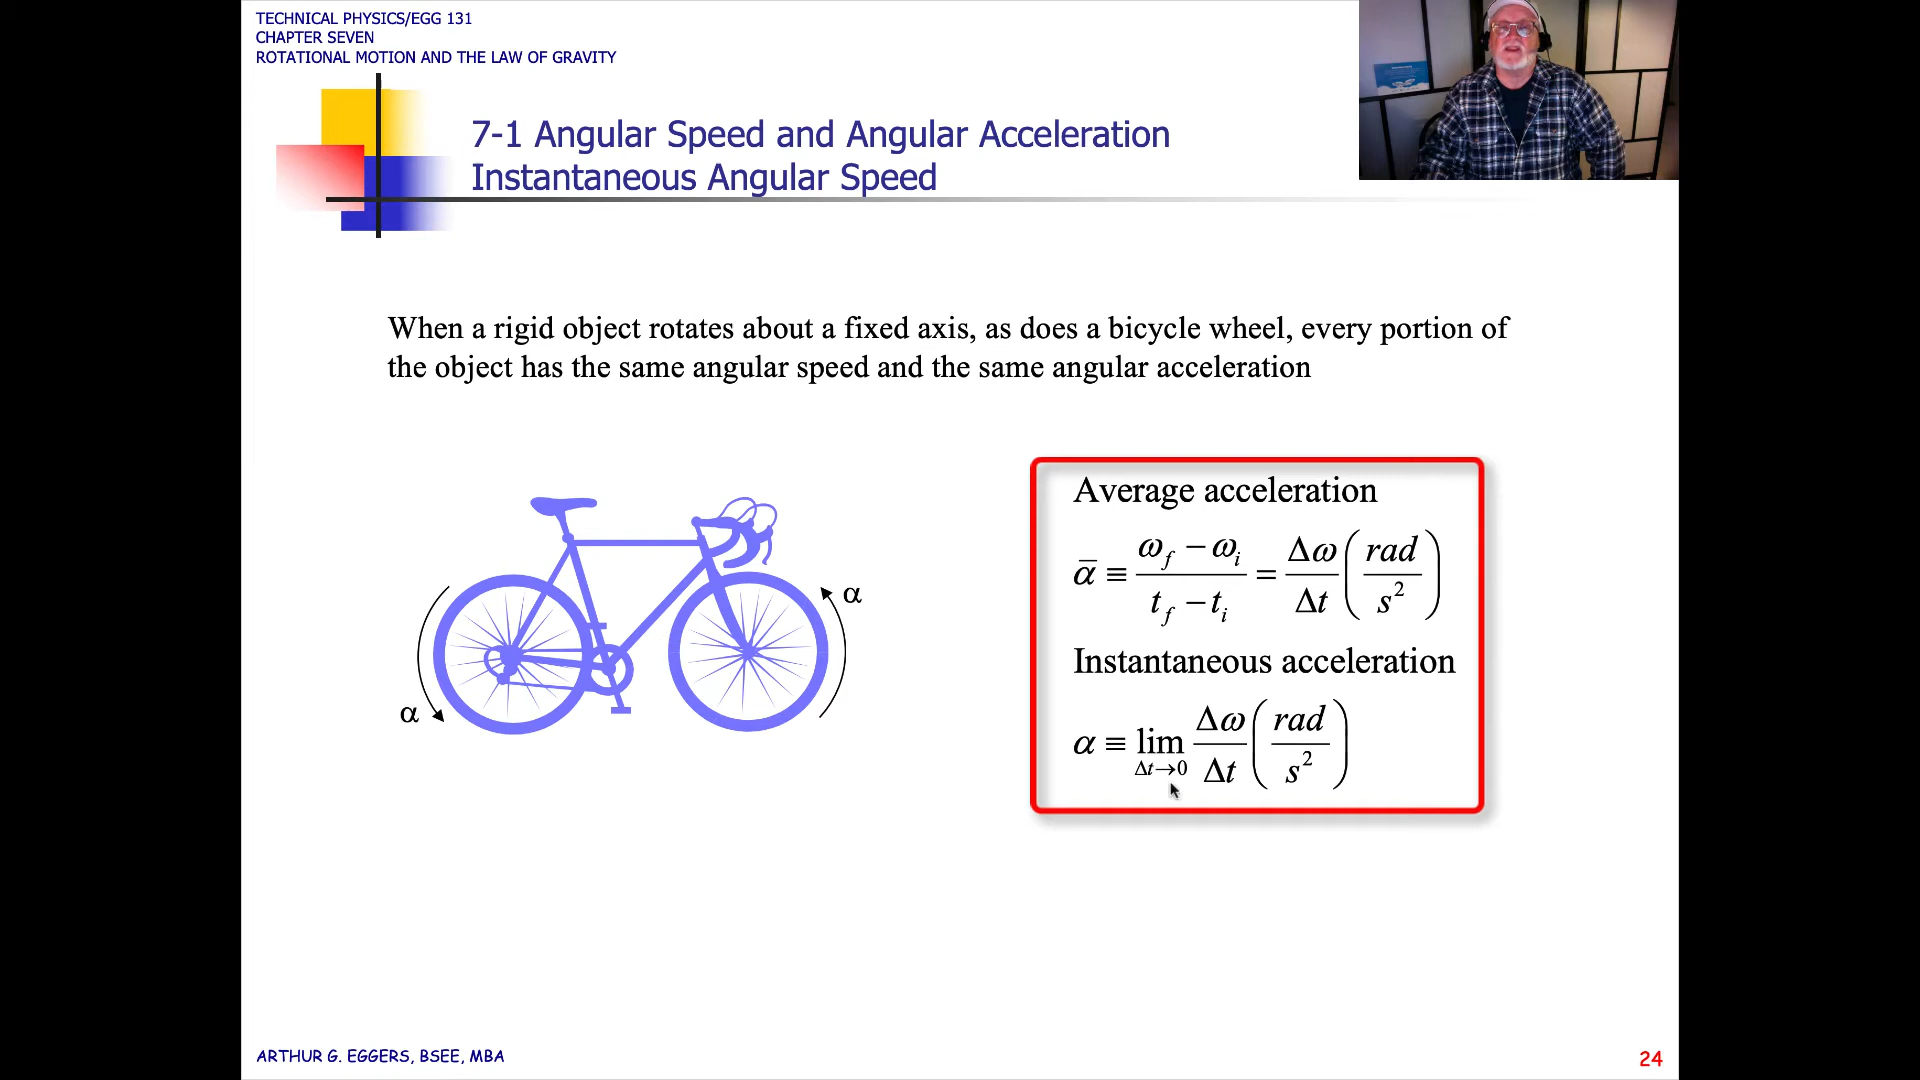 TECHNICAL PHYSICS/EGG 131
CHAPTER SEVEN
ROTATIONAL MOTION AND THE LAW OF GRAVITY
7-1 Angular Speed and Angular Acceleration
Instantaneous Angular Speed
When a rigid object rotates about a fixed axis, as does a bicycle wheel, every portion of
the object has the same angular speed and the same angular acceleration
α
α
Average acceleration
ᾱ ≡ (ω_f − ω_i)/(t_f − t_i) = Δω/Δt (rad/s²)
Instantaneous acceleration
α ≡ lim_{Δt→0} Δω/Δt (rad/s²)
ARTHUR G. EGGERS, BSEE, MBA
24